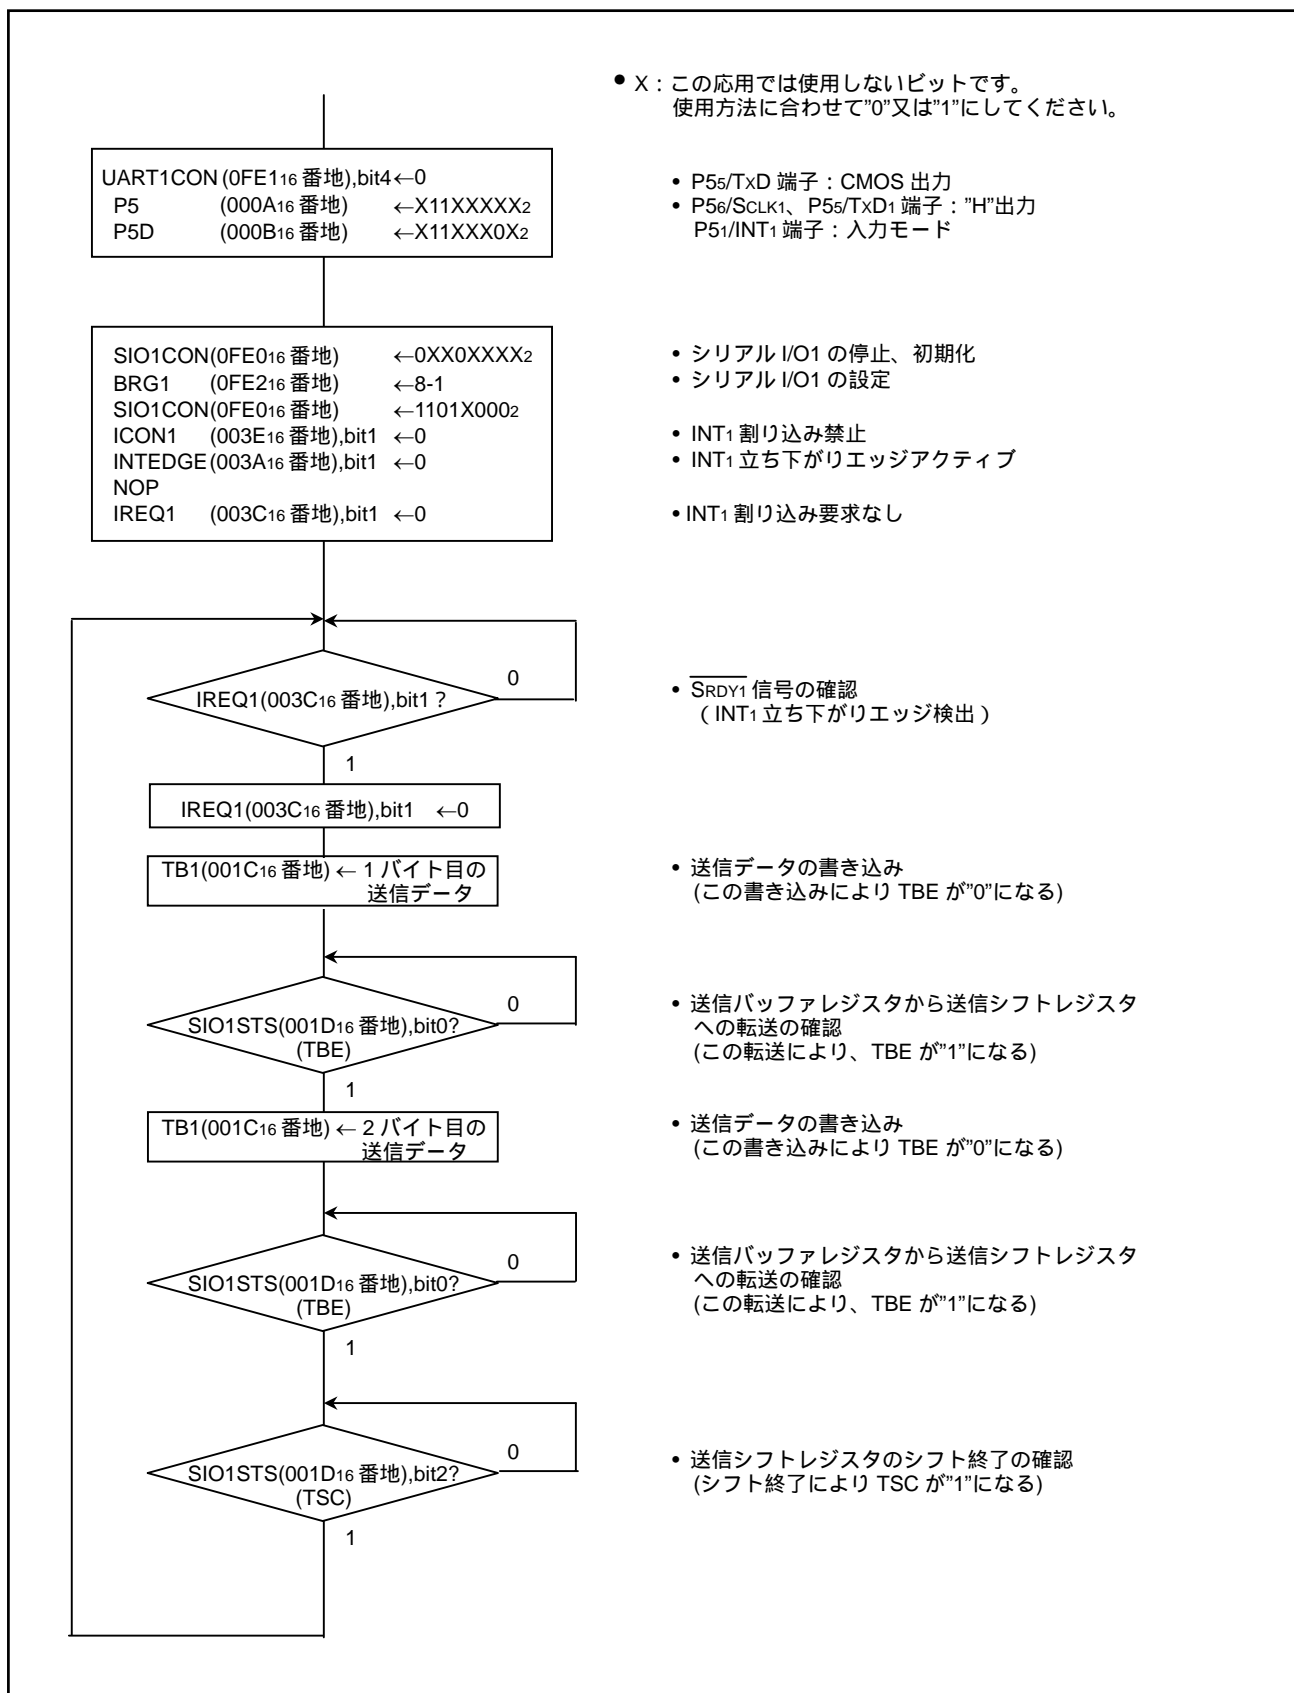 ● X：この応用では使用しないビットです。
使用方法に合わせて”0”又は”1”にしてください。
UART1CON (0FE116 番地),bit4←0
P5 (000A16 番地) ←X11XXXXX2
P5D (000B16 番地) ←X11XXX0X2
• P55/TxD 端子：CMOS 出力
• P56/SCLK1、P55/TxD1 端子：”H”出力
P51/INT1 端子：入力モード
SIO1CON(0FE016 番地) ←0XX0XXXX2
BRG1 (0FE216 番地) ←8-1
SIO1CON(0FE016 番地) ←1101X0002
ICON1 (003E16 番地),bit1 ←0
INTEDGE(003A16 番地),bit1 ←0
NOP
IREQ1 (003C16 番地),bit1 ←0
• シリアル I/O1 の停止、初期化
• シリアル I/O1 の設定
• INT1 割り込み禁止
• INT1 立ち下がりエッジアクティブ
• INT1 割り込み要求なし
IREQ1(003C16 番地),bit1？
0
1
• SRDY1 信号の確認
（INT1 立ち下がりエッジ検出）
IREQ1(003C16 番地),bit1 ←0
TB1(001C16 番地) ← 1 バイト目の
送信データ
• 送信データの書き込み
(この書き込みにより TBE が”0”になる)
SIO1STS(001D16 番地),bit0?
(TBE)
0
1
• 送信バッファレジスタから送信シフトレジスタ
への転送の確認
(この転送により、TBE が”1”になる)
TB1(001C16 番地) ← 2 バイト目の
送信データ
• 送信データの書き込み
(この書き込みにより TBE が”0”になる)
SIO1STS(001D16 番地),bit0?
(TBE)
0
1
• 送信バッファレジスタから送信シフトレジスタ
への転送の確認
(この転送により、TBE が”1”になる)
SIO1STS(001D16 番地),bit2?
(TSC)
0
1
• 送信シフトレジスタのシフト終了の確認
(シフト終了により TSC が”1”になる)